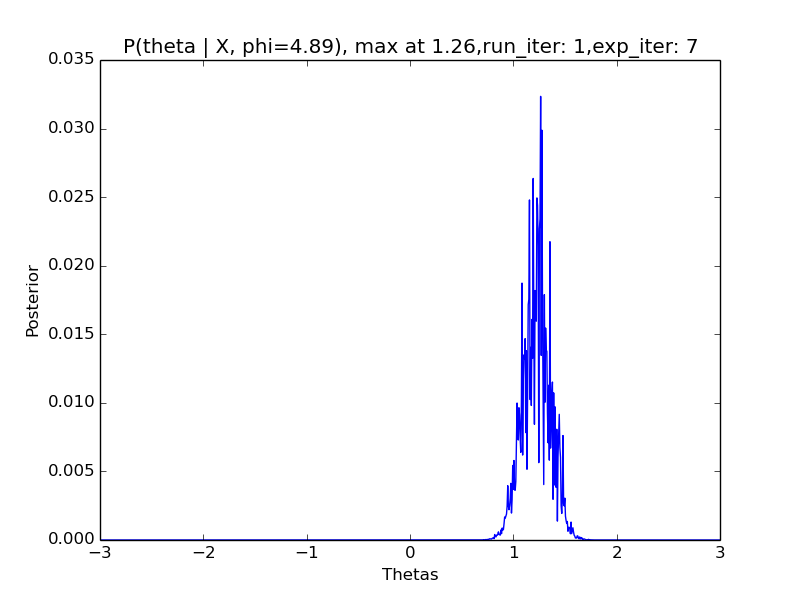 P(theta | X, phi=4.89), max at 1.26,run_iter: 1,exp_iter: 7
0.035
0.030
0.025
0.020
0.015
0.010
0.005
0.000
Posterior
−3 −2 −1 0 1 2 3
Thetas